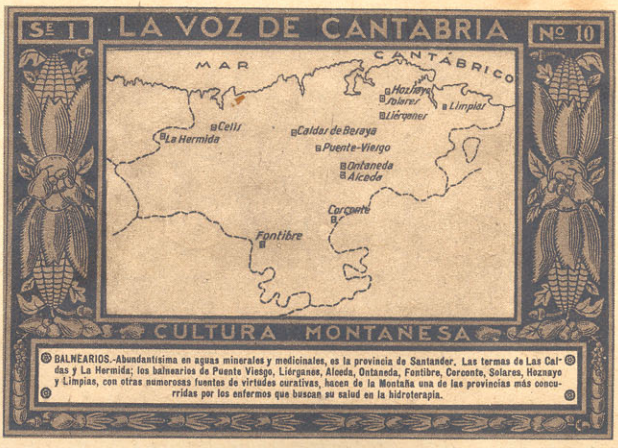 SE 1
LA VOZ DE CANTABRIA
Nº 10
MAR CANTÁBRICO
Hoznayo
Solares
Limpias
Liérganes
Celis
La Hermida
Caldas de Besaya
Puente-Viesgo
Ontaneda
Alceda
Corconte
Fontibre
CULTURA MONTAÑESA
BALNEARIOS.-Abundantísima en aguas minerales y medicinales, es la provincia de Santander. Las termas de Las Cal-
das y La Hermida; los balnearios de Puente Viesgo, Liérganes, Alceda, Ontaneda, Fontibre, Corconte, Solares, Hoznayo
y Limpias, con otras numerosas fuentes de virtudes curativas, hacen de la Montaña una de las provincias más concu-
rridas por los enfermos que buscan su salud en la hidroterapia.